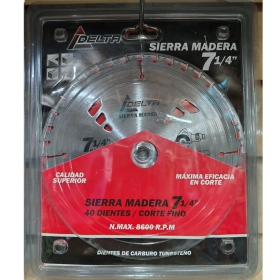 DELTA
SIERRA MADERA
7 1/4"
DELTA
SIERRA MADERA
7 1/4"
CALIDAD
SUPERIOR
MÁXIMA EFICACIA
EN CORTE
SIERRA MADERA 7 1/4"
40 DIENTES / CORTE FINO
N.MAX. 8600 R.P.M
DIENTES DE CARBURO TUNGSTENO